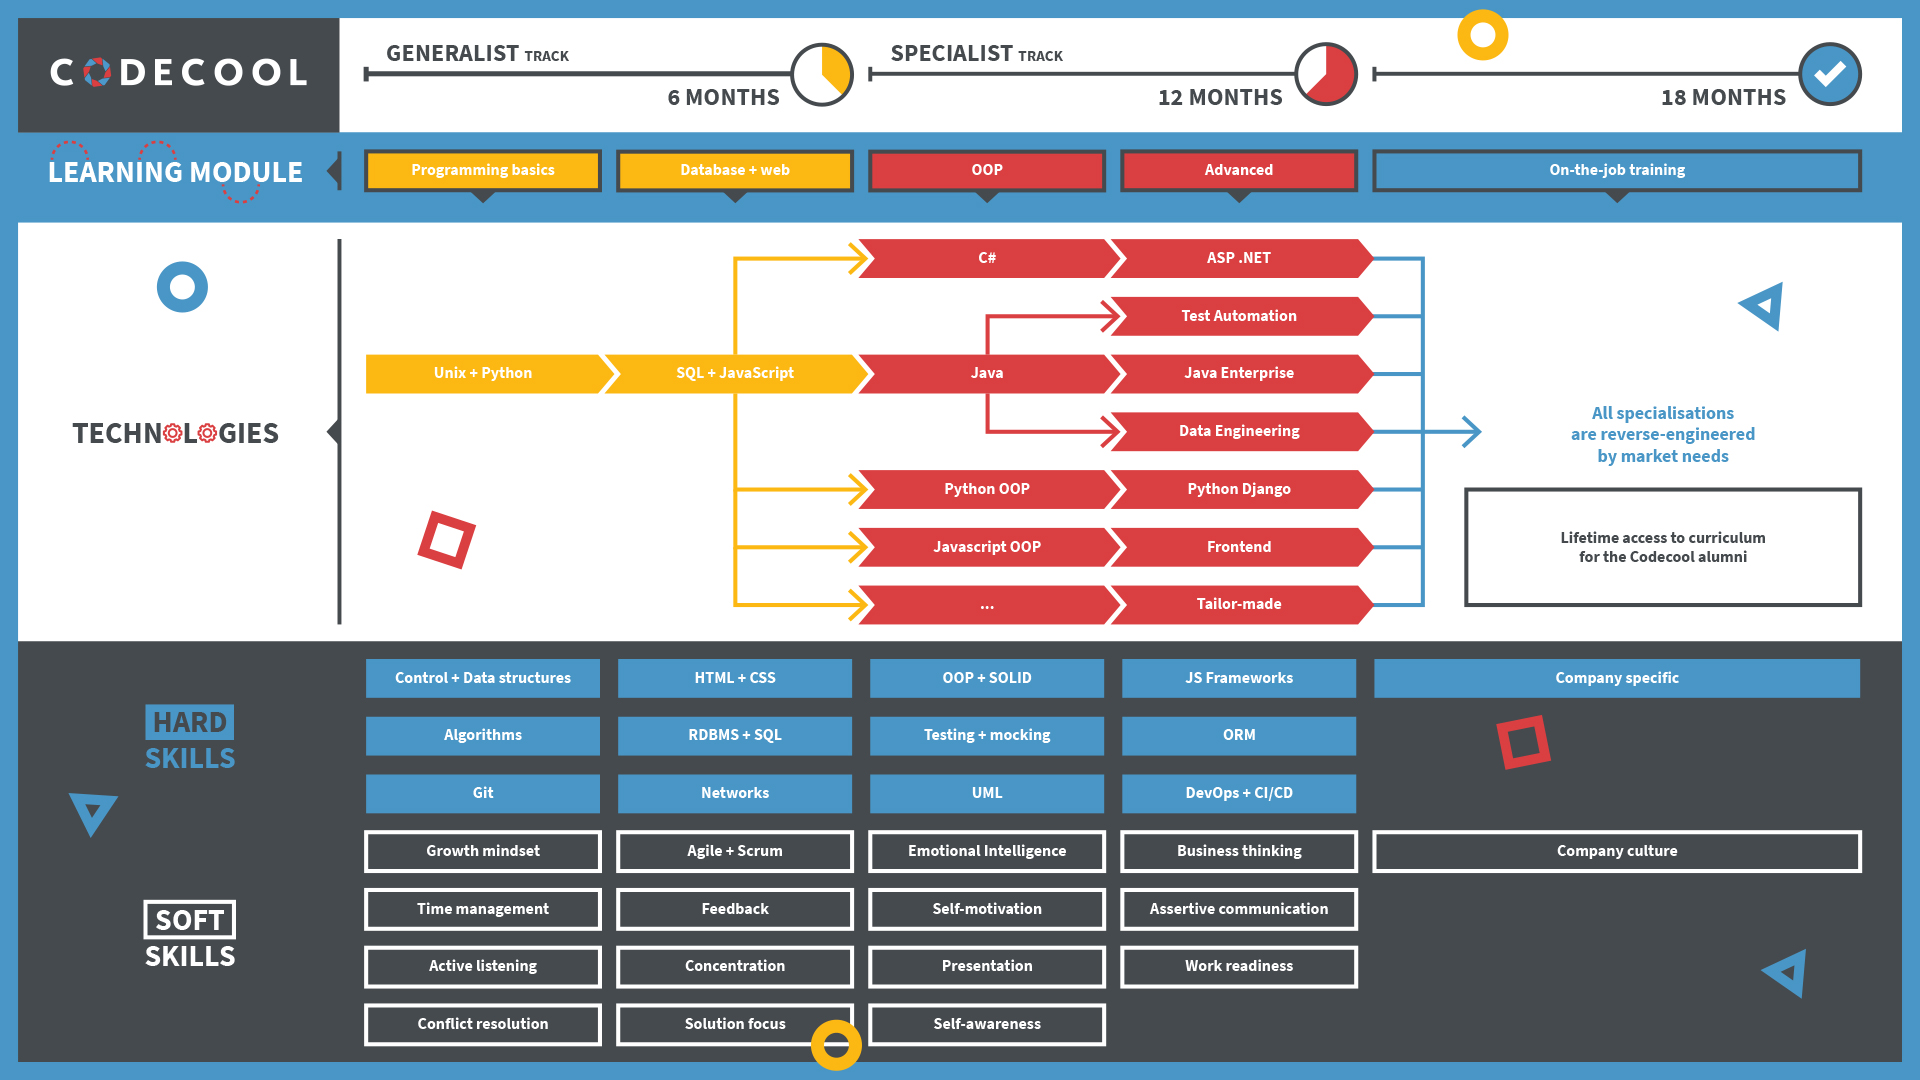 CODECOOL
GENERALIST TRACK
6 MONTHS
SPECIALIST TRACK
12 MONTHS
18 MONTHS
LEARNING MODULE
Programming basics
Database + web
OOP
Advanced
On-the-job training
TECHNOLOGIES
C#
ASP .NET
Test Automation
Unix + Python
SQL + JavaScript
Java
Java Enterprise
Data Engineering
Python OOP
Python Django
Javascript OOP
Frontend
...
Tailor-made
All specialisations
are reverse-engineered
by market needs
Lifetime access to curriculum
for the Codecool alumni
HARD
SKILLS
Control + Data structures
HTML + CSS
OOP + SOLID
JS Frameworks
Company specific
Algorithms
RDBMS + SQL
Testing + mocking
ORM
Git
Networks
UML
DevOps + CI/CD
SOFT
SKILLS
Growth mindset
Agile + Scrum
Emotional Intelligence
Business thinking
Company culture
Time management
Feedback
Self-motivation
Assertive communication
Active listening
Concentration
Presentation
Work readiness
Conflict resolution
Solution focus
Self-awareness